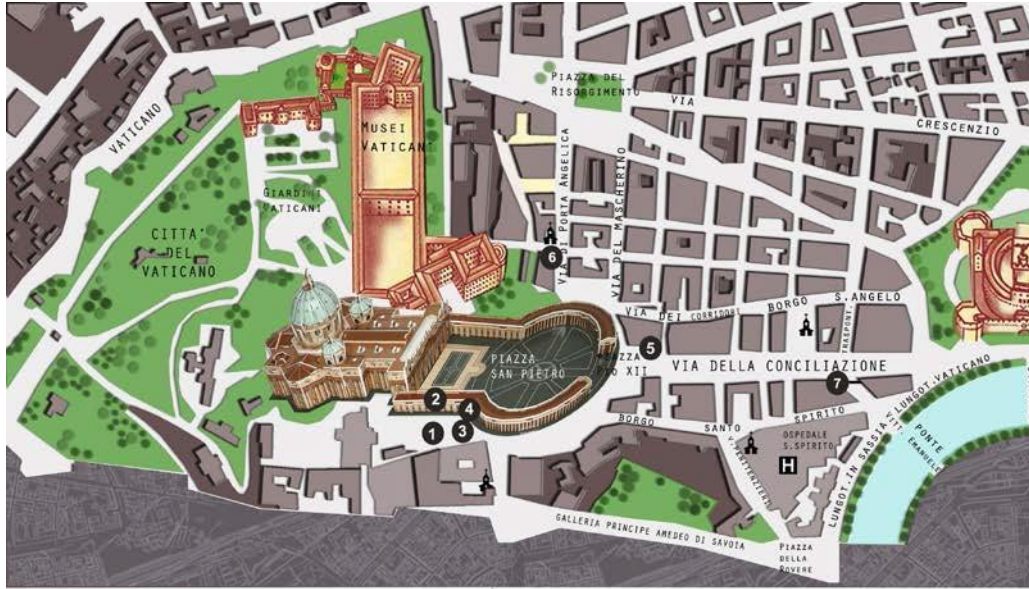 PIAZZA DEL
RISORGIMENTO
VIA
CRESCENZIO
VATICANO
MUSEI
VATICANI
VIA DI PORTA ANGELICA
VIA DEL MASCHERINO
GIARDINI
VATICANI
CITTA'
DEL
VATICANO
6
VIA DEI CORRIDORI
BORGO
S.ANGELO
TRASPONT.
5
PIAZZA
PIO XII
VIA DELLA CONCILIAZIONE
PIAZZA
SAN PIETRO
7
LUNGOT.VATICANO
2
4
1
3
BORGO
SANTO
SPIRITO
OSPEDALE
S.SPIRITO
H
V.PENITENZIERI
LUNGOT.IN SASSIA
PONTE
VITT. EMANUELE
GALLERIA PRINCIPE AMEDEO DI SAVOIA
PIAZZA
DELLA
ROVERE